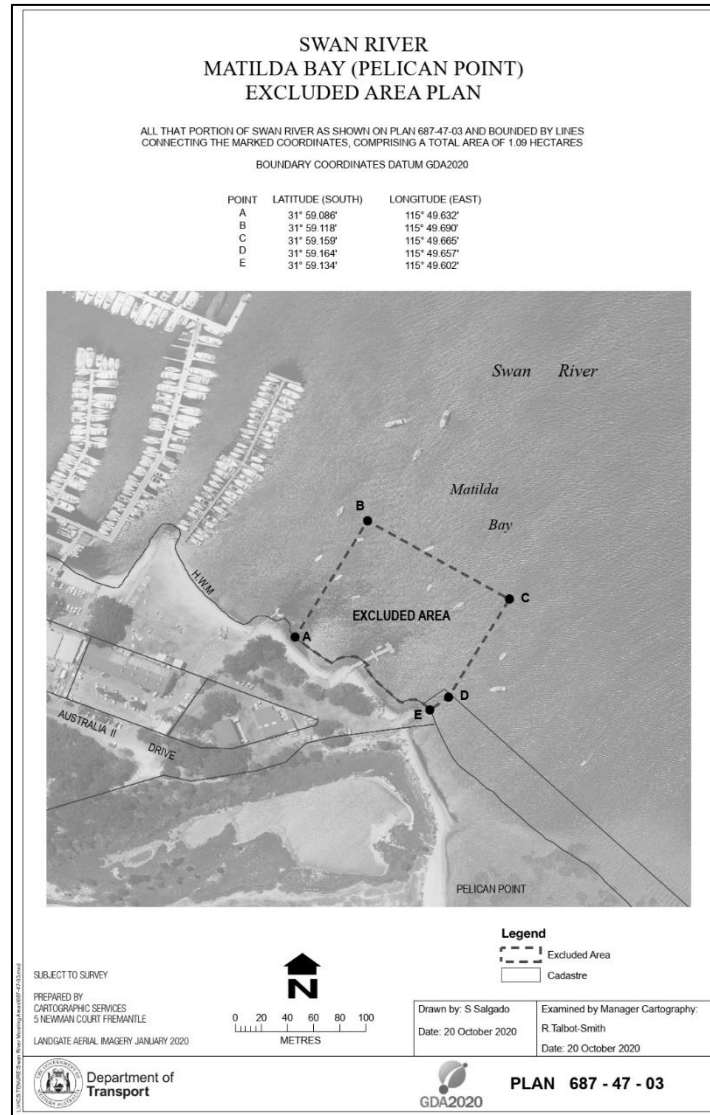 SWAN RIVER
MATILDA BAY (PELICAN POINT)
EXCLUDED AREA PLAN
ALL THAT PORTION OF SWAN RIVER AS SHOWN ON PLAN 687-47-03 AND BOUNDED BY LINES
CONNECTING THE MARKED COORDINATES, COMPRISING A TOTAL AREA OF 1.09 HECTARES
BOUNDARY COORDINATES DATUM GDA2020
POINT LATITUDE (SOUTH) LONGITUDE (EAST)
A 31° 59.086' 115° 49.632'
B 31° 59.118' 115° 49.690'
C 31° 59.159' 115° 49.665'
D 31° 59.164' 115° 49.657'
E 31° 59.134' 115° 49.602'
Swan River
Matilda
Bay
B
H.W.M
C
EXCLUDED AREA
A
D
E
AUSTRALIA II
DRIVE
PELICAN POINT
Legend
Excluded Area
Cadastre
SUBJECT TO SURVEY
PREPARED BY
CARTOGRAPHIC SERVICES
5 NEWMAN COURT FREMANTLE
LANDGATE AERIAL IMAGERY JANUARY 2020
N
0 20 40 60 80 100
METRES
Drawn by: S Salgado
Date: 20 October 2020
Examined by Manager Cartography:
R.Talbot-Smith
Date: 20 October 2020
Department of
Transport
GDA2020
PLAN 687 - 47 - 03